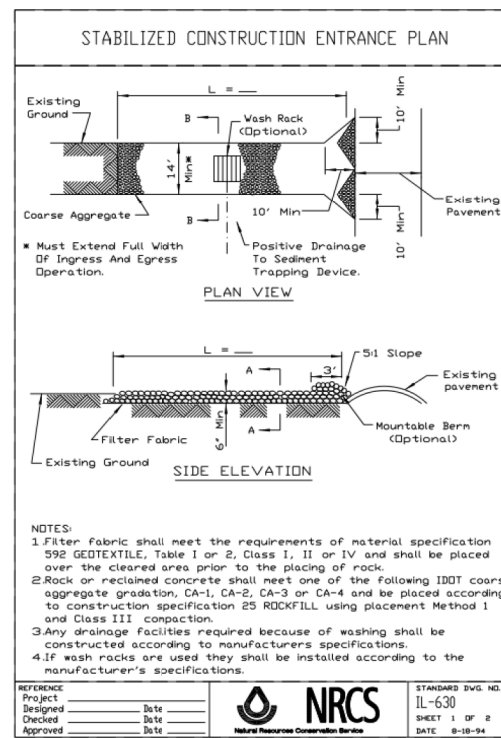 STABILIZED CONSTRUCTION ENTRANCE PLAN
L = ___
Existing
Ground
B
Wash Rack
(Optional)
10' Min
14'
Min*
Coarse Aggregate
B
10' Min
Existing
Pavement
10' Min
* Must Extend Full Width
Of Ingress And Egress
Operation.
Positive Drainage
To Sediment
Trapping Device.
PLAN VIEW
L = ___
A
3'
5:1 Slope
Existing
pavement
Filter Fabric
6" Min
A
Mountable Berm
(Optional)
Existing Ground
SIDE ELEVATION
NOTES:
1.Filter fabric shall meet the requirements of material specification
592 GEOTEXTILE, Table 1 or 2, Class I, II or IV and shall be placed
over the cleared area prior to the placing of rock.
2.Rock or reclaimed concrete shall meet one of the following IDOT coars
aggregate gradation, CA-1, CA-2, CA-3 or CA-4 and be placed according
to construction specification 25 ROCKFILL using placement Method 1
and Class III compaction.
3.Any drainage facilities required because of washing shall be
constructed according to manufacturers specifications.
4.If wash racks are used they shall be installed according to the
manufacturer's specifications.
REFERENCE
Project
Designed Date
Checked Date
Approved Date
NRCS
Natural Resources Conservation Service
STANDARD DWG. NO.
IL-630
SHEET 1 OF 2
DATE 8-18-94